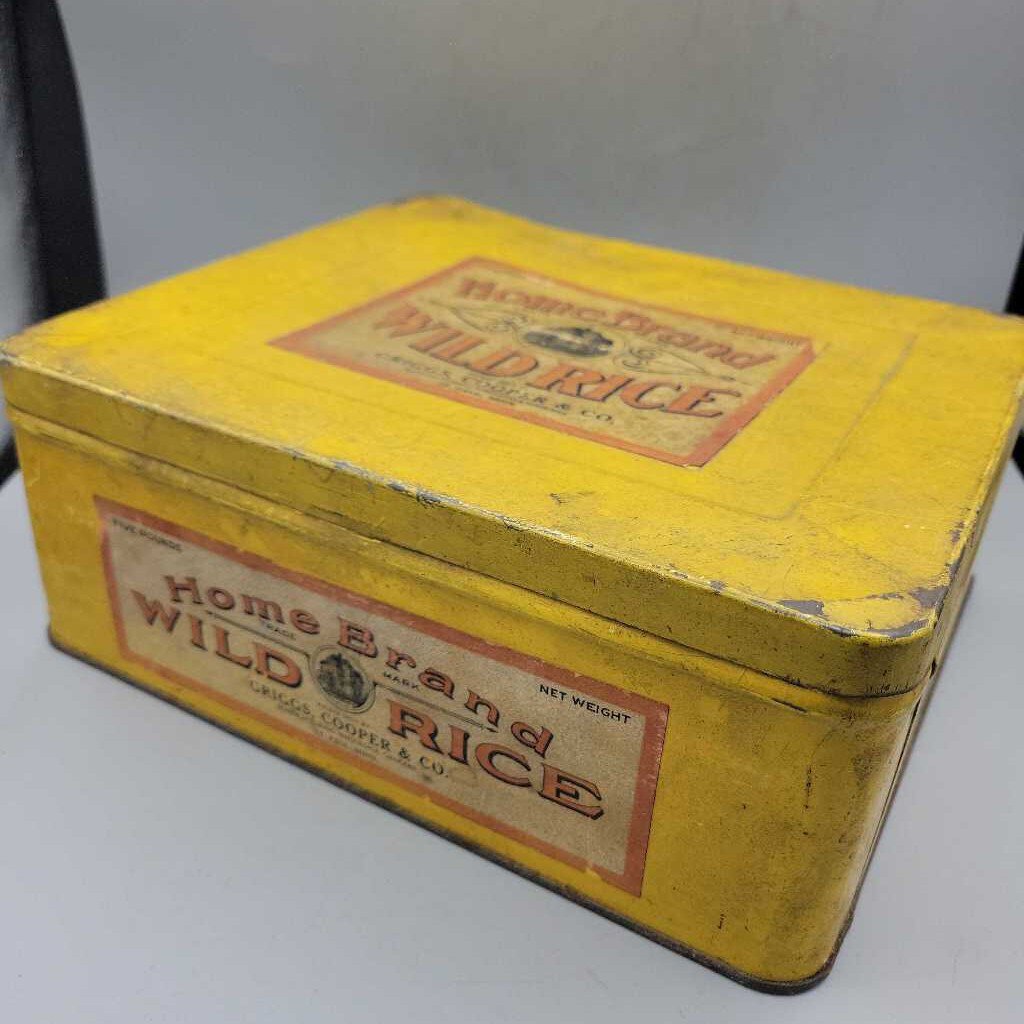 Home Brand
WILD RICE
GRIGGS, COOPER & CO.
FIVE POUNDS
NET WEIGHT
Home Brand
TRADE MARK
WILD RICE
GRIGGS, COOPER & CO.